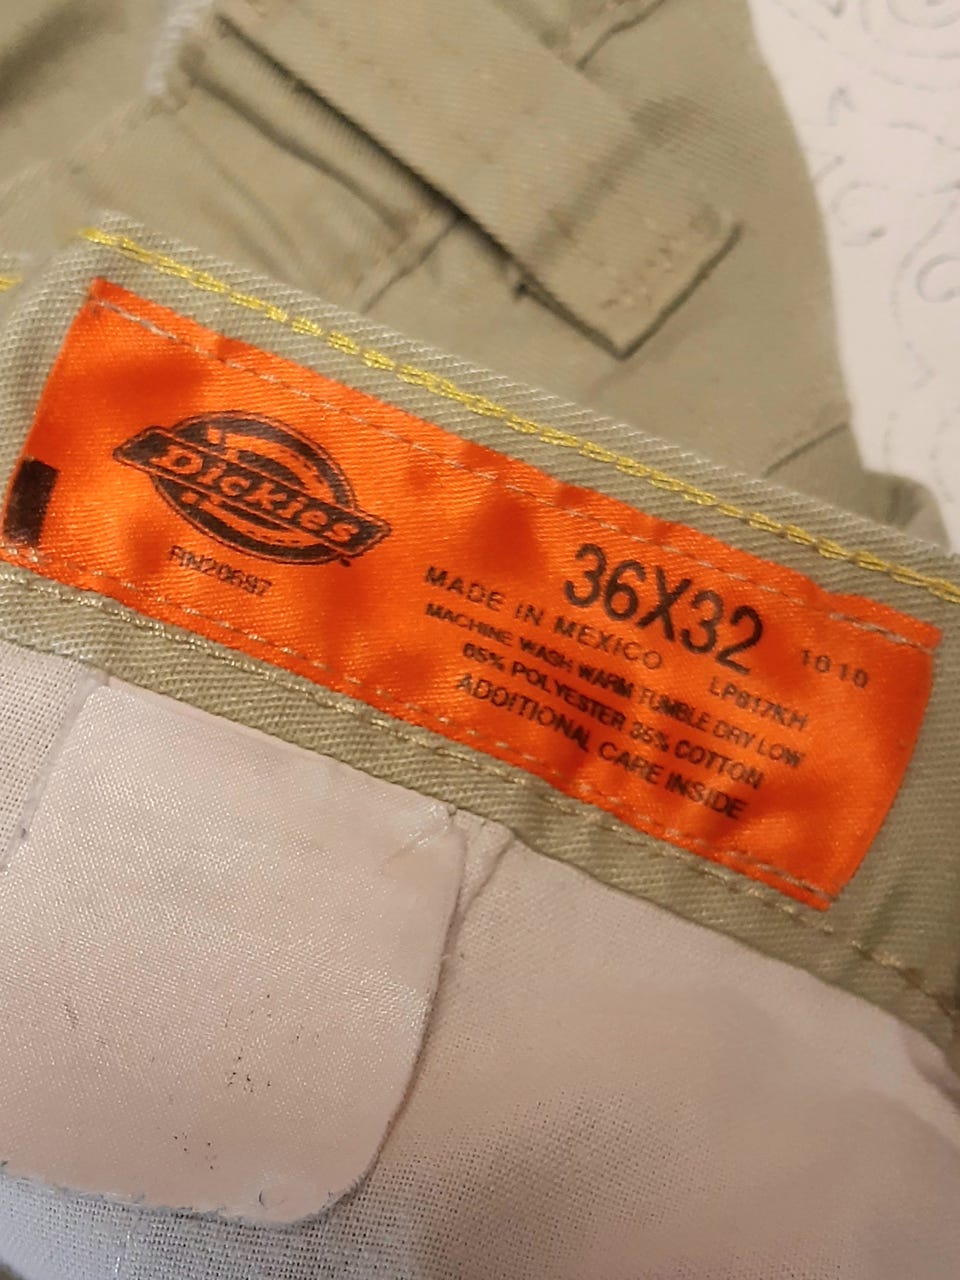 Dickies
RN20697
36X32
1010
MADE IN MEXICO
LP817KH
MACHINE WASH WARM TUMBLE DRY LOW
65% POLYESTER 35% COTTON
ADDITIONAL CARE INSIDE